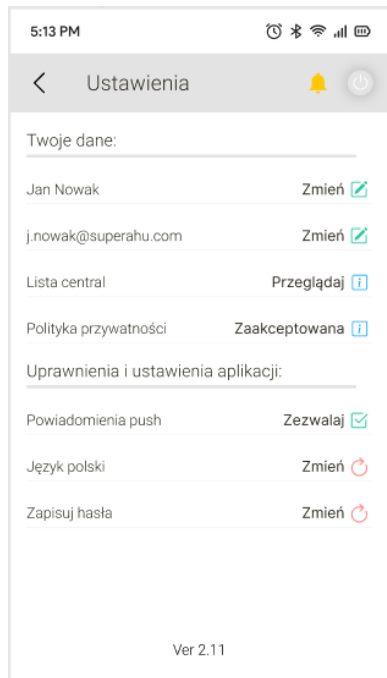 5:13 PM
Ustawienia
Twoje dane:
Jan Nowak Zmień
j.nowak@superahu.com Zmień
Lista central Przeglądaj
Polityka prywatności Zaakceptowana
Uprawnienia i ustawienia aplikacji:
Powiadomienia push Zezwalaj
Język polski Zmień
Zapisuj hasła Zmień
Ver 2.11